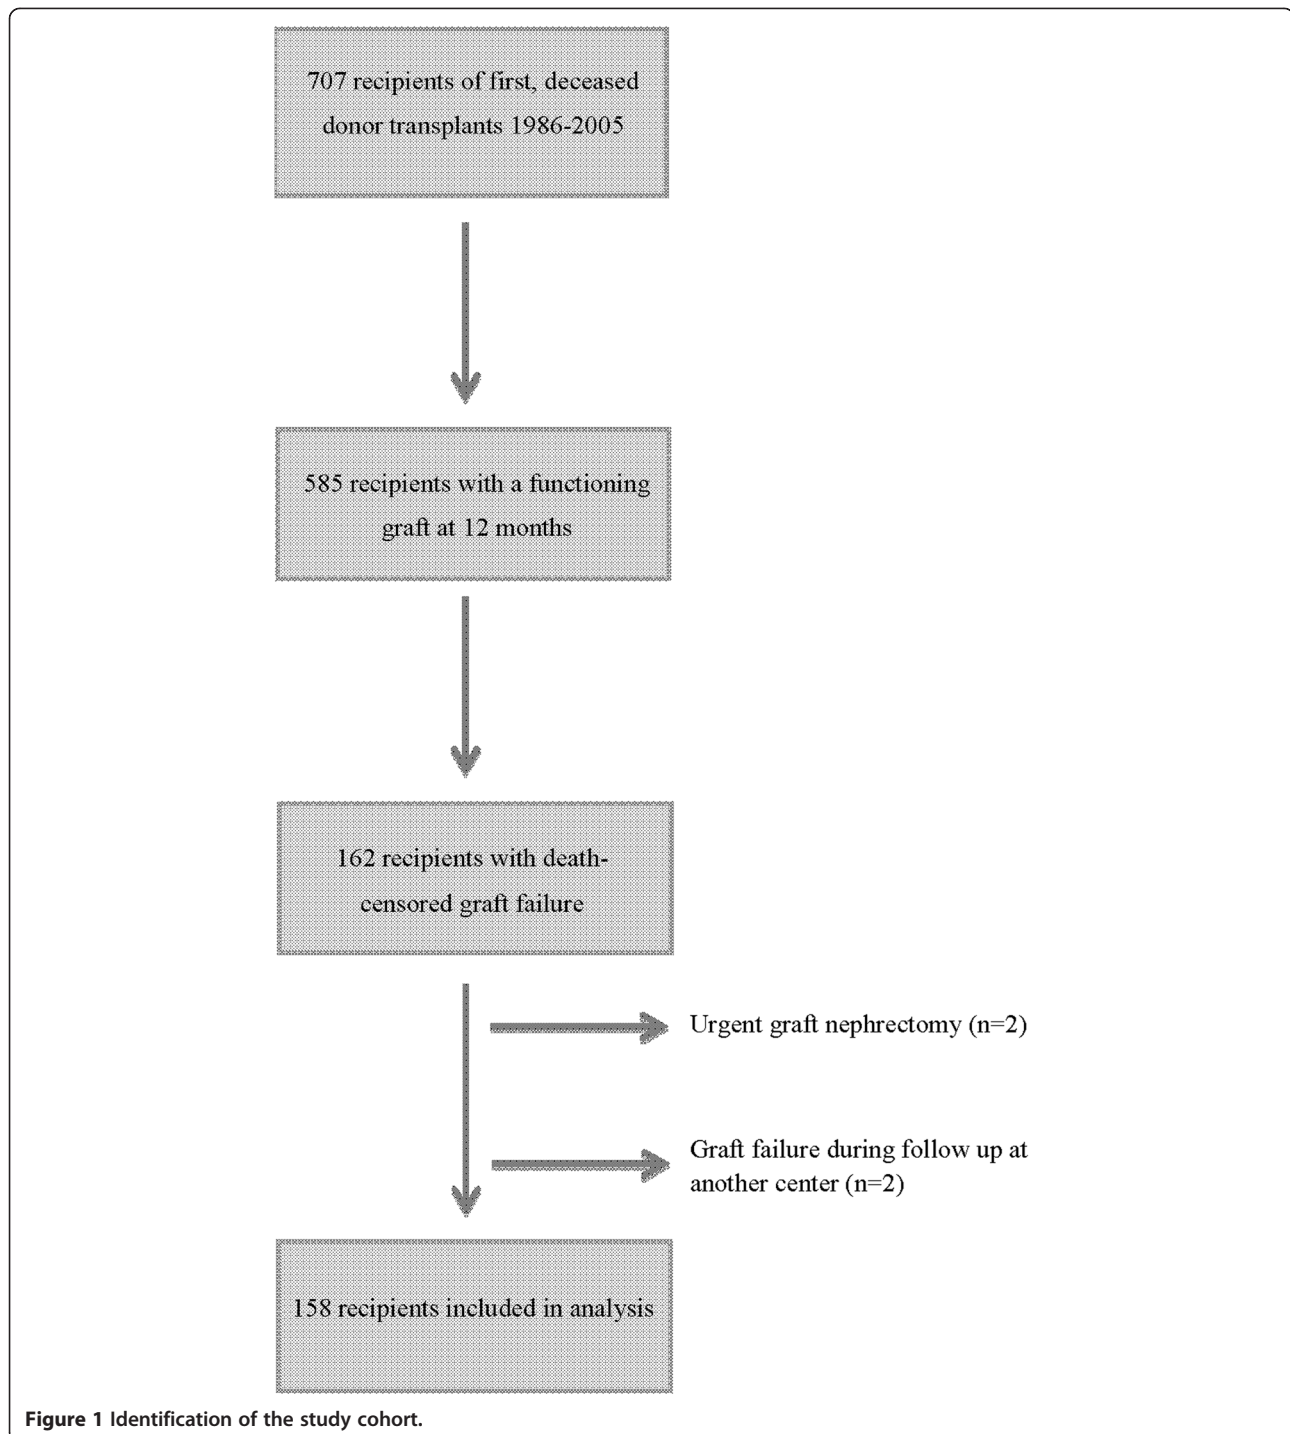 707 recipients of first, deceased
donor transplants 1986-2005
585 recipients with a functioning
graft at 12 months
162 recipients with death-
censored graft failure
Urgent graft nephrectomy (n=2)
Graft failure during follow up at
another center (n=2)
158 recipients included in analysis
Figure 1 Identification of the study cohort.